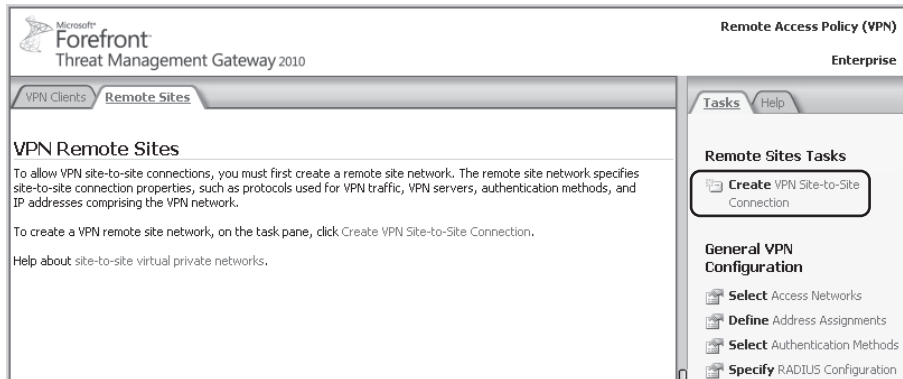 Microsoft®
Forefront
Threat Management Gateway 2010
Remote Access Policy (VPN)
Enterprise
VPN Clients
Remote Sites
VPN Remote Sites
To allow VPN site-to-site connections, you must first create a remote site network. The remote site network specifies
site-to-site connection properties, such as protocols used for VPN traffic, VPN servers, authentication methods, and
IP addresses comprising the VPN network.
To create a VPN remote site network, on the task pane, click Create VPN Site-to-Site Connection.
Help about site-to-site virtual private networks.
Tasks
Help
Remote Sites Tasks
Create VPN Site-to-Site
Connection
General VPN
Configuration
Select Access Networks
Define Address Assignments
Select Authentication Methods
Specify RADIUS Configuration